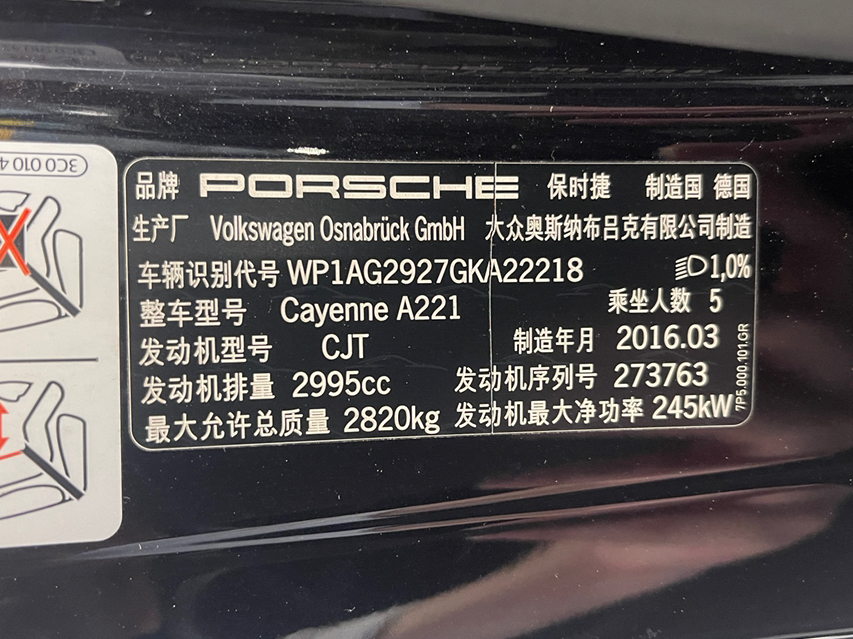 3C0 010 4
品牌 PORSCHE 保时捷 制造国 德国
生产厂 Volkswagen Osnabrück GmbH 大众奥斯纳布吕克有限公司制造
车辆识别代号 WP1AG2927GKA22218 1,0%
整车型号 Cayenne A221 乘坐人数 5
发动机型号 CJT 制造年月 2016.03
发动机排量 2995cc 发动机序列号 273763
最大允许总质量 2820kg 发动机最大净功率 245kW
7P5.000.101.GR